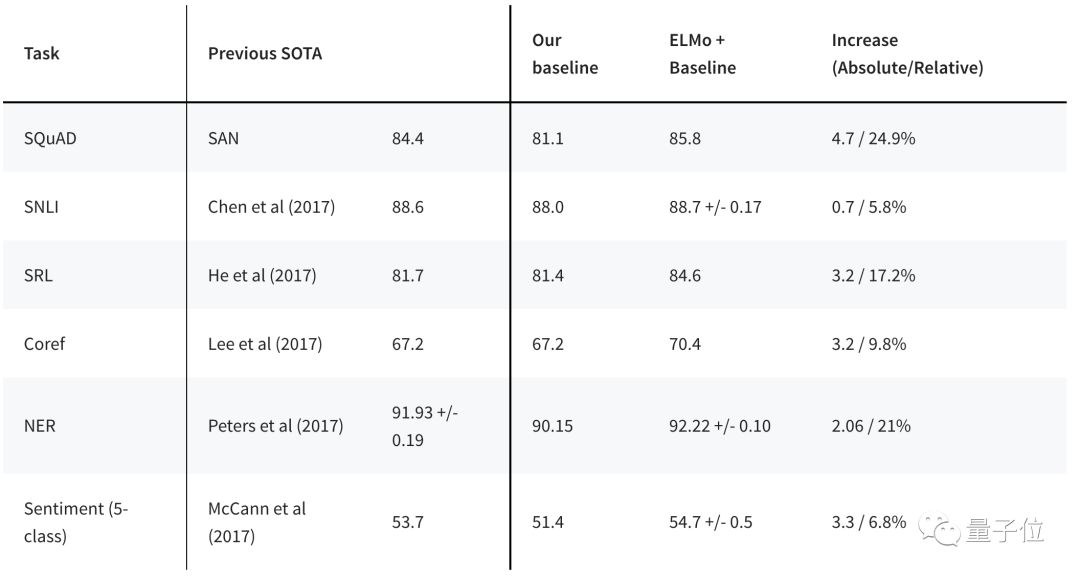 Task Previous SOTA Our baseline ELMo + Baseline Increase (Absolute/Relative)
SQuAD SAN 84.4 81.1 85.8 4.7 / 24.9%
SNLI Chen et al (2017) 88.6 88.0 88.7 +/- 0.17 0.7 / 5.8%
SRL He et al (2017) 81.7 81.4 84.6 3.2 / 17.2%
Coref Lee et al (2017) 67.2 67.2 70.4 3.2 / 9.8%
NER Peters et al (2017) 91.93 +/- 0.19 90.15 92.22 +/- 0.10 2.06 / 21%
Sentiment (5-class) McCann et al (2017) 53.7 51.4 54.7 +/- 0.5 3.3 / 6.8%
量子位